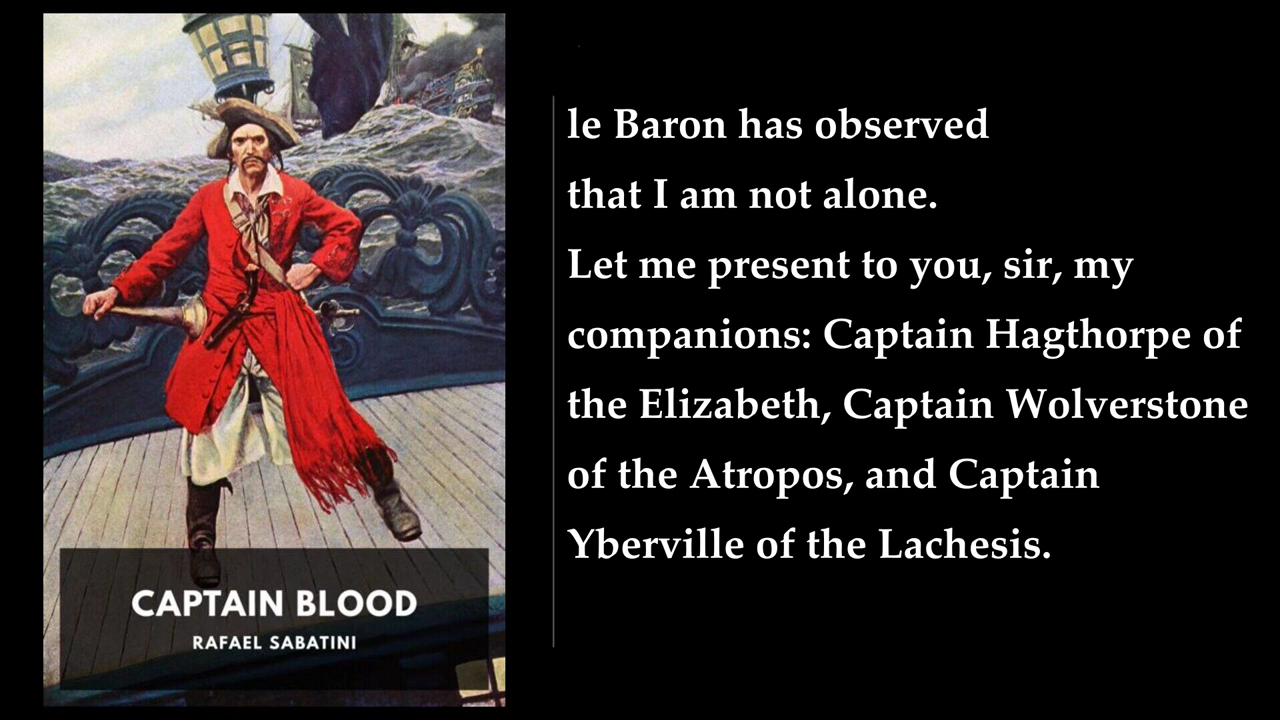 le Baron has observed
that I am not alone.
Let me present to you, sir, my
companions: Captain Hagthorpe of
the Elizabeth, Captain Wolverstone
of the Atropos, and Captain
Yberville of the Lachesis.
CAPTAIN BLOOD
RAFAEL SABATINI